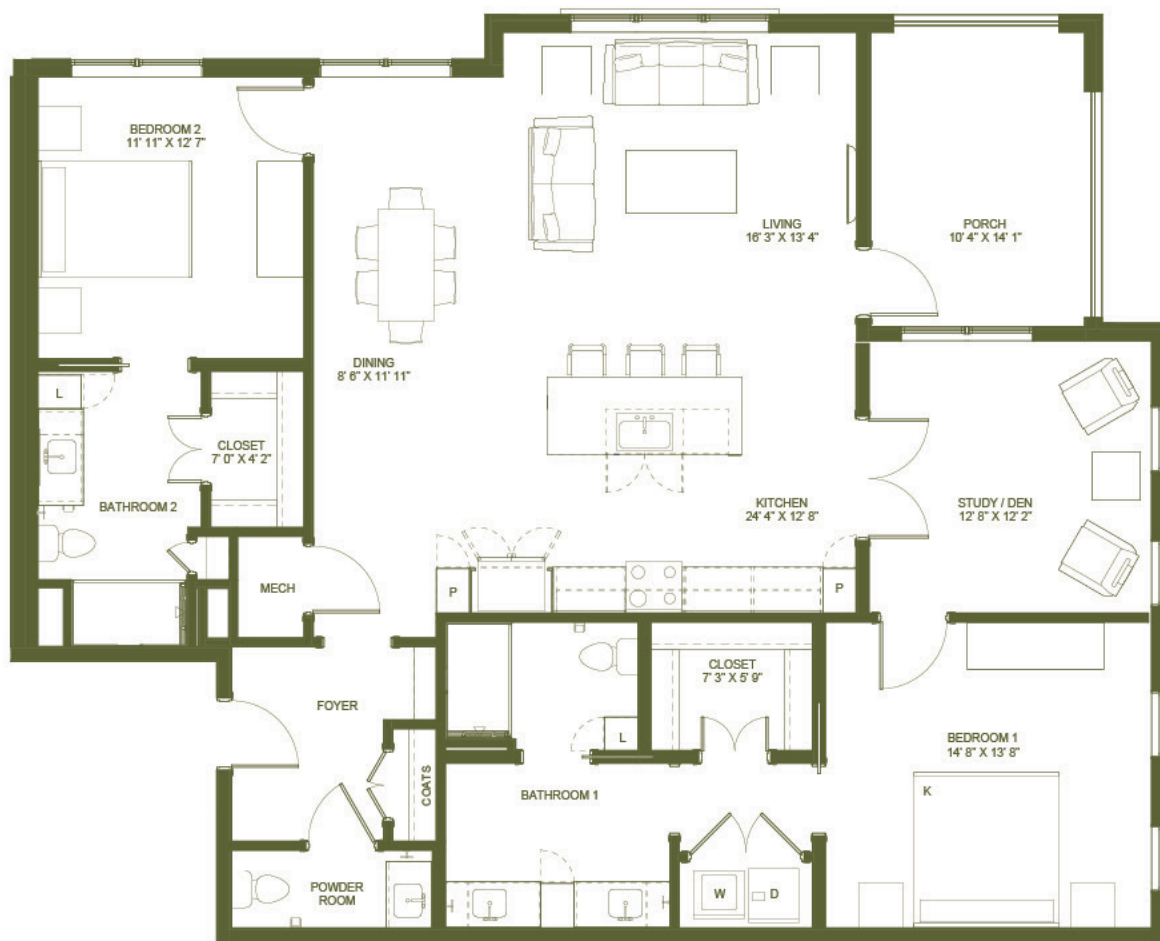 BEDROOM 2
11' 11" X 12' 7"
LIVING
16' 3" X 13' 4"
PORCH
10' 4" X 14' 1"
DINING
8' 6" X 11' 11"
L
CLOSET
7' 0" X 4' 2"
BATHROOM 2
KITCHEN
24' 4" X 12' 8"
STUDY / DEN
12' 8" X 12' 2"
MECH
P
P
CLOSET
7' 3" X 5' 9"
FOYER
L
BEDROOM 1
14' 8" X 13' 8"
COATS
BATHROOM 1
K
POWDER
ROOM
W
D